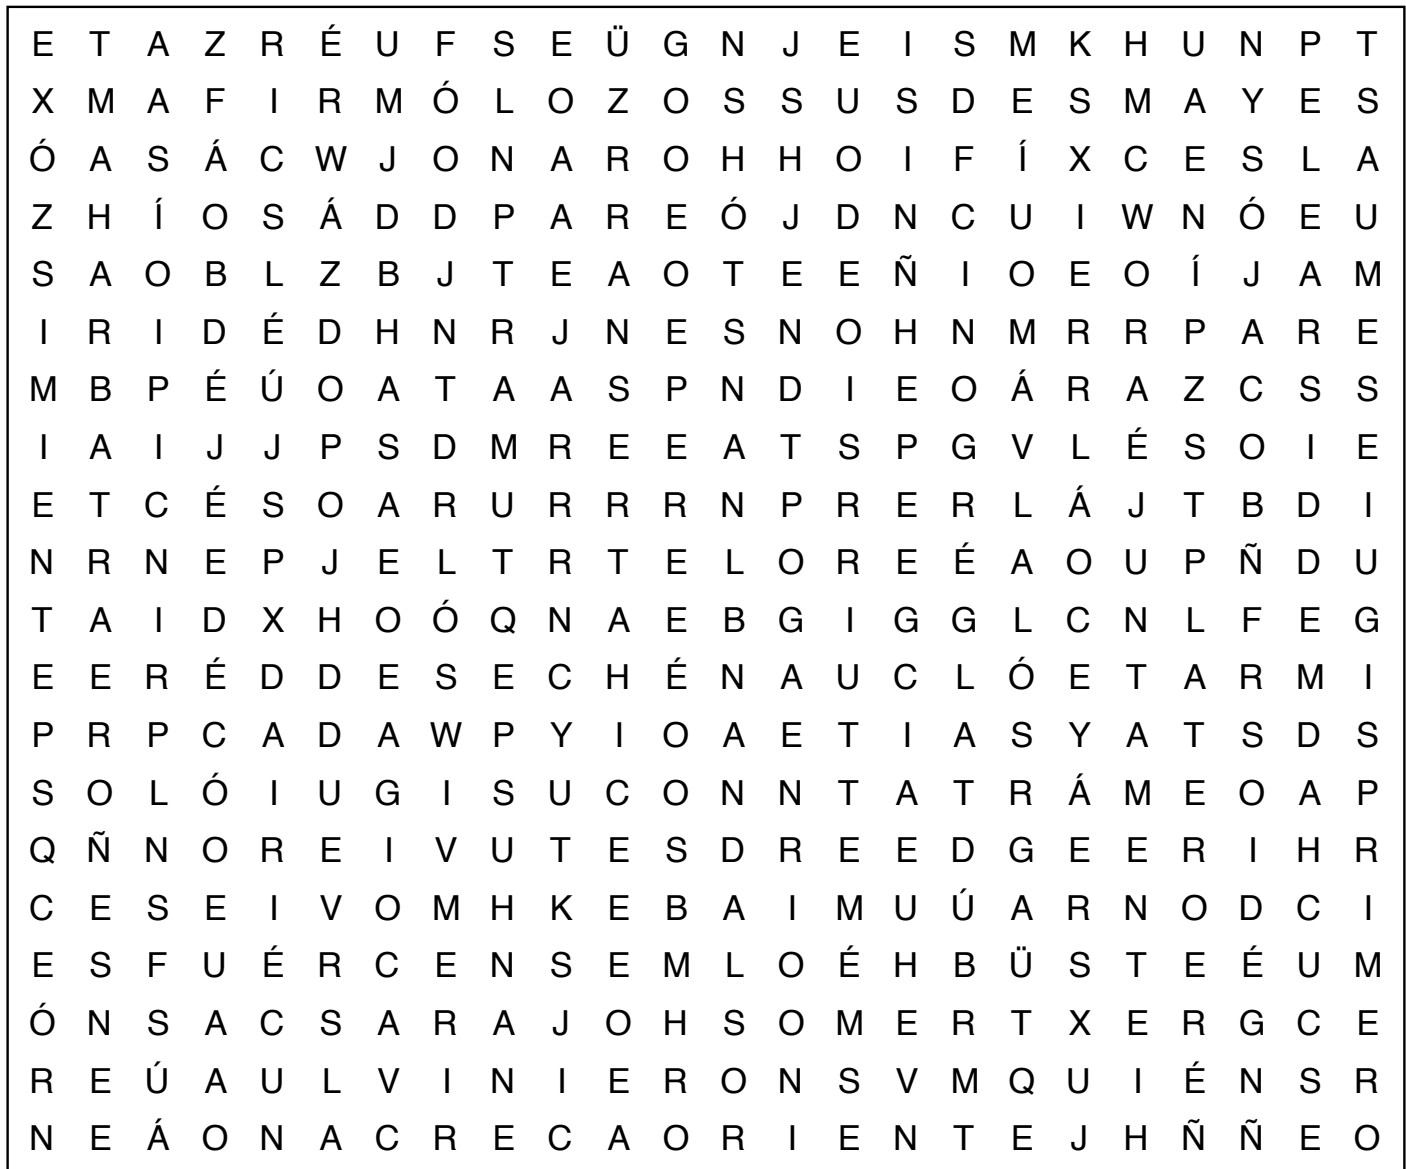 E T A Z R É U F S E Ü G N J E I S M K H U N P T
X M A F I R M Ó L O Z O S S U S D E S M A Y E S
Ó A S Á C W J O N A R O H H O I F Í X C E S L A
Z H Í O S Á D D P A R E Ó J D N C U I W N Ó E U
S A O B L Z B J T E A O T E E Ñ I O E O Í J A M
I R I D É D H N R J N E S N O H N M R R P A R E
M B P É Ú O A T A A S P N D I E O Á R A Z C S S
I A I J J P S D M R E E A T S P G V L É S O I E
E T C É S O A R U R R R N P R E R L Á J T B D I
N R N E P J E L T R T E L O R E É A O U P Ñ D U
T A I D X H O Ó Q N A E B G I G G L C N L F E G
E E R É D D E S E C H É N A U C L Ó E T A R M I
P R P C A D A W P Y I O A E T I A S Y A T S D S
S O L Ó I U G I S U C O N N T A T R Á M E O A P
Q Ñ N O R E I V U T E S D R E E D G E E R I H R
C E S E I V O M H K E B A I M U Ú A R N O D C I
E S F U É R C E N S E M L O É H B Ü S T E É U M
Ó N S A C S A R A J O H S O M E R T X E R G C E
R E Ú A U L V I N I E R O N S V M Q U I É N S R
N E Á O N A C R E C A O R I E N T E J H Ñ Ñ E O